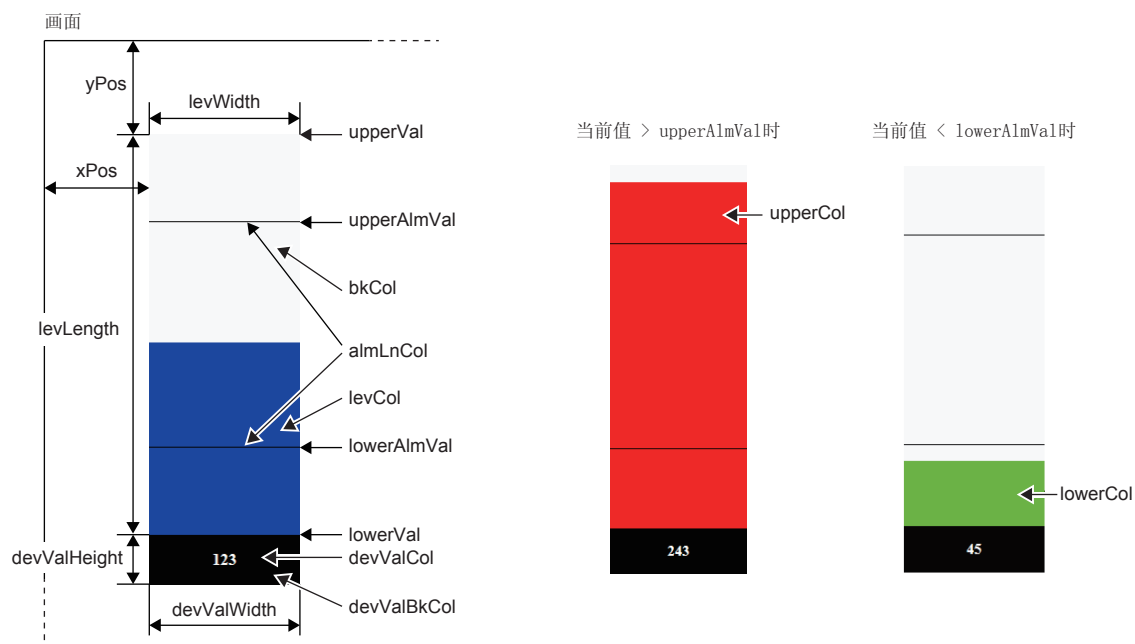 画面
yPos
levWidth
upperVal
xPos
upperAlmVal
bkCol
levLength
almLnCol
levCol
lowerAlmVal
lowerVal
devValHeight
123
devValCol
devValBkCol
devValWidth
当前值 > upperAlmVal时
upperCol
243
当前值 < lowerAlmVal时
lowerCol
45